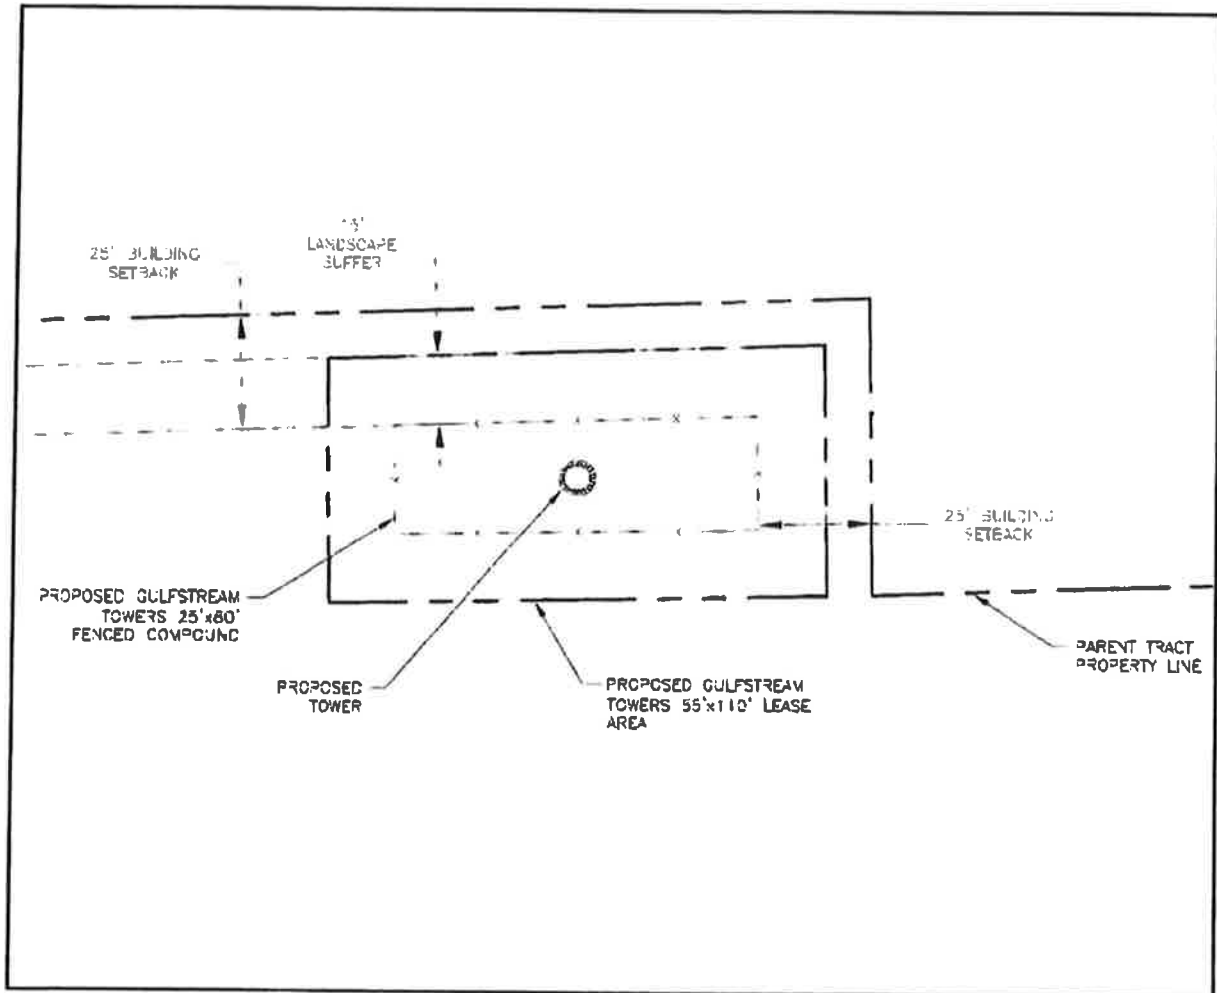 25' BUILDING
SETBACK
15'
LANDSCAPE
BUFFER
25' BUILDING
SETBACK
PROPOSED GULFSTREAM
TOWERS 25'x80'
FENCED COMPOUND
PROPOSED
TOWER
PROPOSED GULFSTREAM
TOWERS 55'x110' LEASE
AREA
PARENT TRACT
PROPERTY LINE